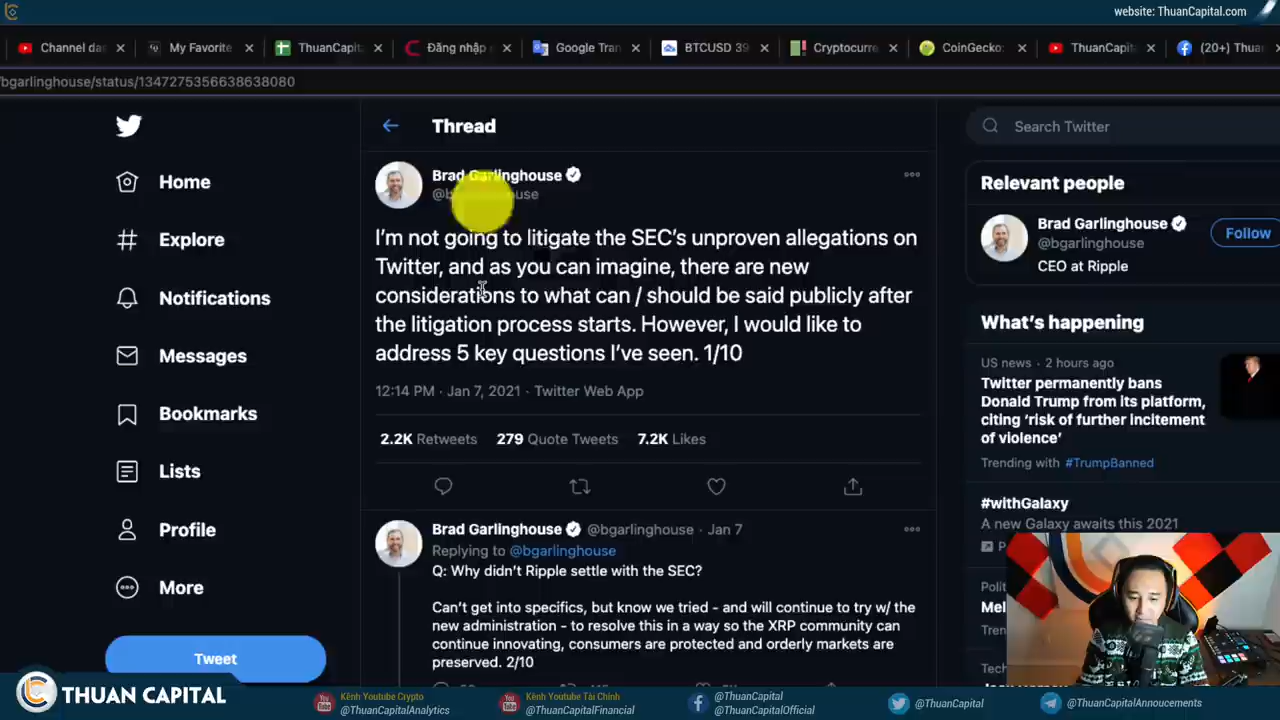 website: ThuanCapital.com
Channel das
My Favorite
ThuanCapit
Đăng nhập
Google Tran
BTCUSD 39
Cryptocurre
CoinGecko:
ThuanCapit
(20+) Thuan
bgarlinghouse/status/1347275356638638080
Home
Explore
Notifications
Messages
Bookmarks
Lists
Profile
More
Tweet
Thread
Brad Garlinghouse
I'm not going to litigate the SEC's unproven allegations on
Twitter, and as you can imagine, there are new
considerations to what can / should be said publicly after
the litigation process starts. However, I would like to
address 5 key questions I've seen. 1/10
12:14 PM · Jan 7, 2021 · Twitter Web App
2.2K Retweets 279 Quote Tweets 7.2K Likes
Brad Garlinghouse @bgarlinghouse · Jan 7
Replying to @bgarlinghouse
Q: Why didn't Ripple settle with the SEC?
Can't get into specifics, but know we tried - and will continue to try w/ the
new administration - to resolve this in a way so the XRP community can
continue innovating, consumers are protected and orderly markets are
preserved. 2/10
Search Twitter
Relevant people
Brad Garlinghouse
@bgarlinghouse
Follow
CEO at Ripple
What's happening
US news · 2 hours ago
Twitter permanently bans
Donald Trump from its platform,
citing 'risk of further incitement
of violence'
Trending with #TrumpBanned
#withGalaxy
A new Galaxy awaits this 2021
THUAN CAPITAL
Kênh Youtube Crypto
@ThuanCapitalAnalytics
Kênh Youtube Tài Chính
@ThuanCapitalFinancial
@ThuanCapital
@ThuanCapitalOfficial
@ThuanCapital
@ThuanCapitalAnnoucements